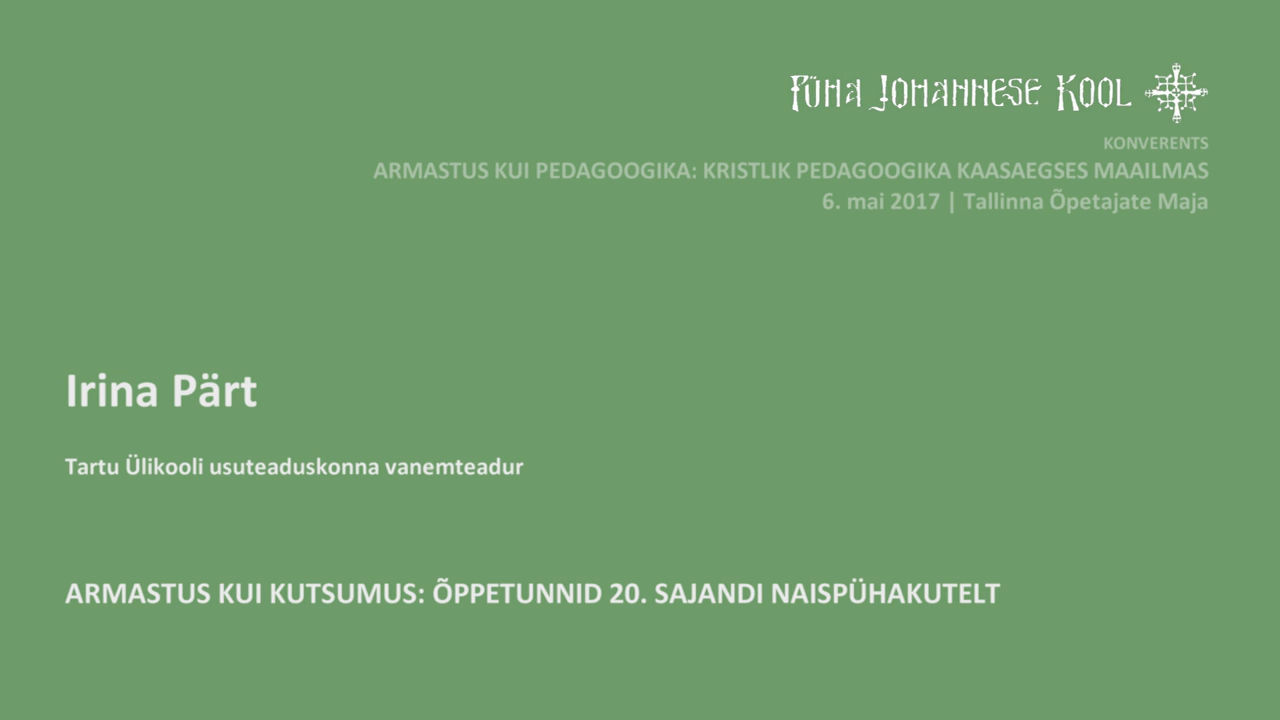 PÜHA JOHANNESE KOOL
KONVERENTS
ARMASTUS KUI PEDAGOOGIKA: KRISTLIK PEDAGOOGIKA KAASAEGSES MAAILMAS
6. mai 2017 | Tallinna Õpetajate Maja
Irina Pärt
Tartu Ülikooli usuteaduskonna vanemteadur
ARMASTUS KUI KUTSUMUS: ÕPPETUNNID 20. SAJANDI NAISPÜHAKUTELT